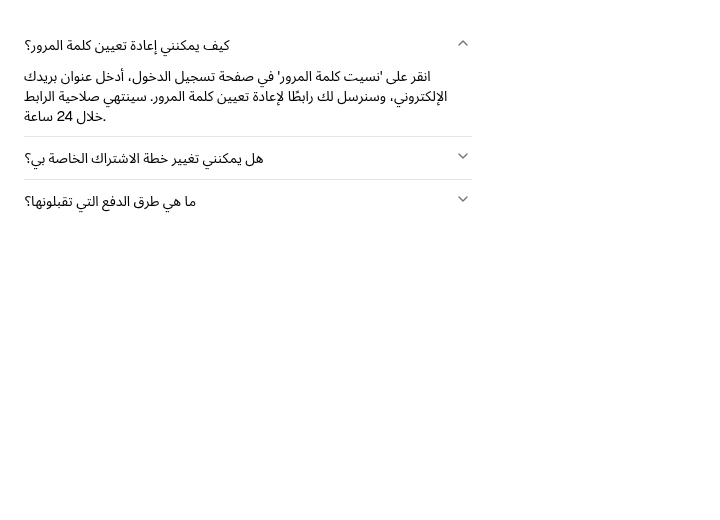 كيف يمكنني إعادة تعيين كلمة المرور؟
انقر على 'نسيت كلمة المرور' في صفحة تسجيل الدخول، أدخل عنوان بريدك
الإلكتروني، وسنرسل لك رابطًا لإعادة تعيين كلمة المرور. سينتهي صلاحية الرابط
خلال 24 ساعة.
هل يمكنني تغيير خطة الاشتراك الخاصة بي؟
ما هي طرق الدفع التي تقبلونها؟